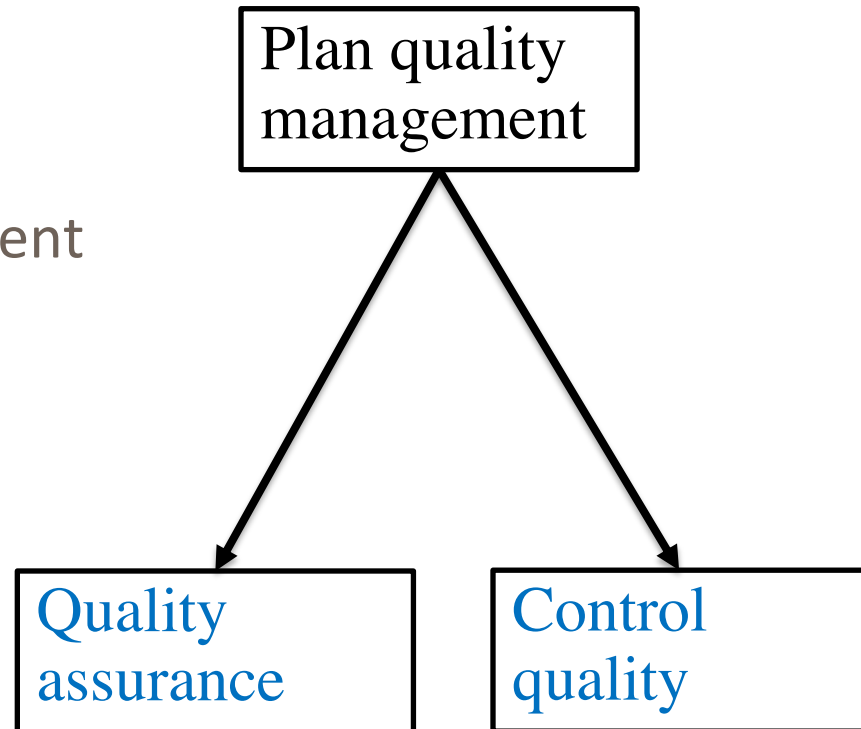 Plan quality
management
ent
Quality
assurance
Control
quality